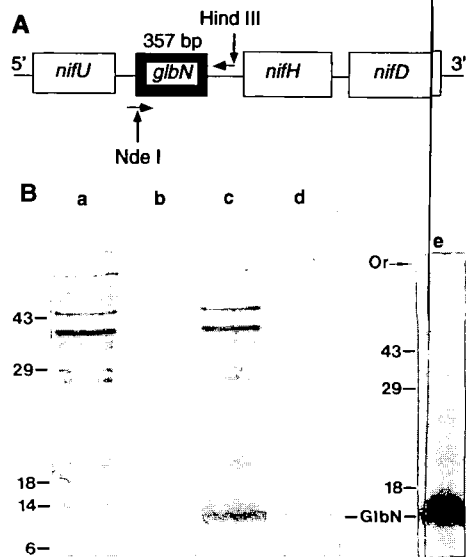 A
Hind III
357 bp
5' nifU glbN nifH nifD 3'
Nde I
B
a b c d e
Or
43
29
18
14
6
43
29
18
GlbN